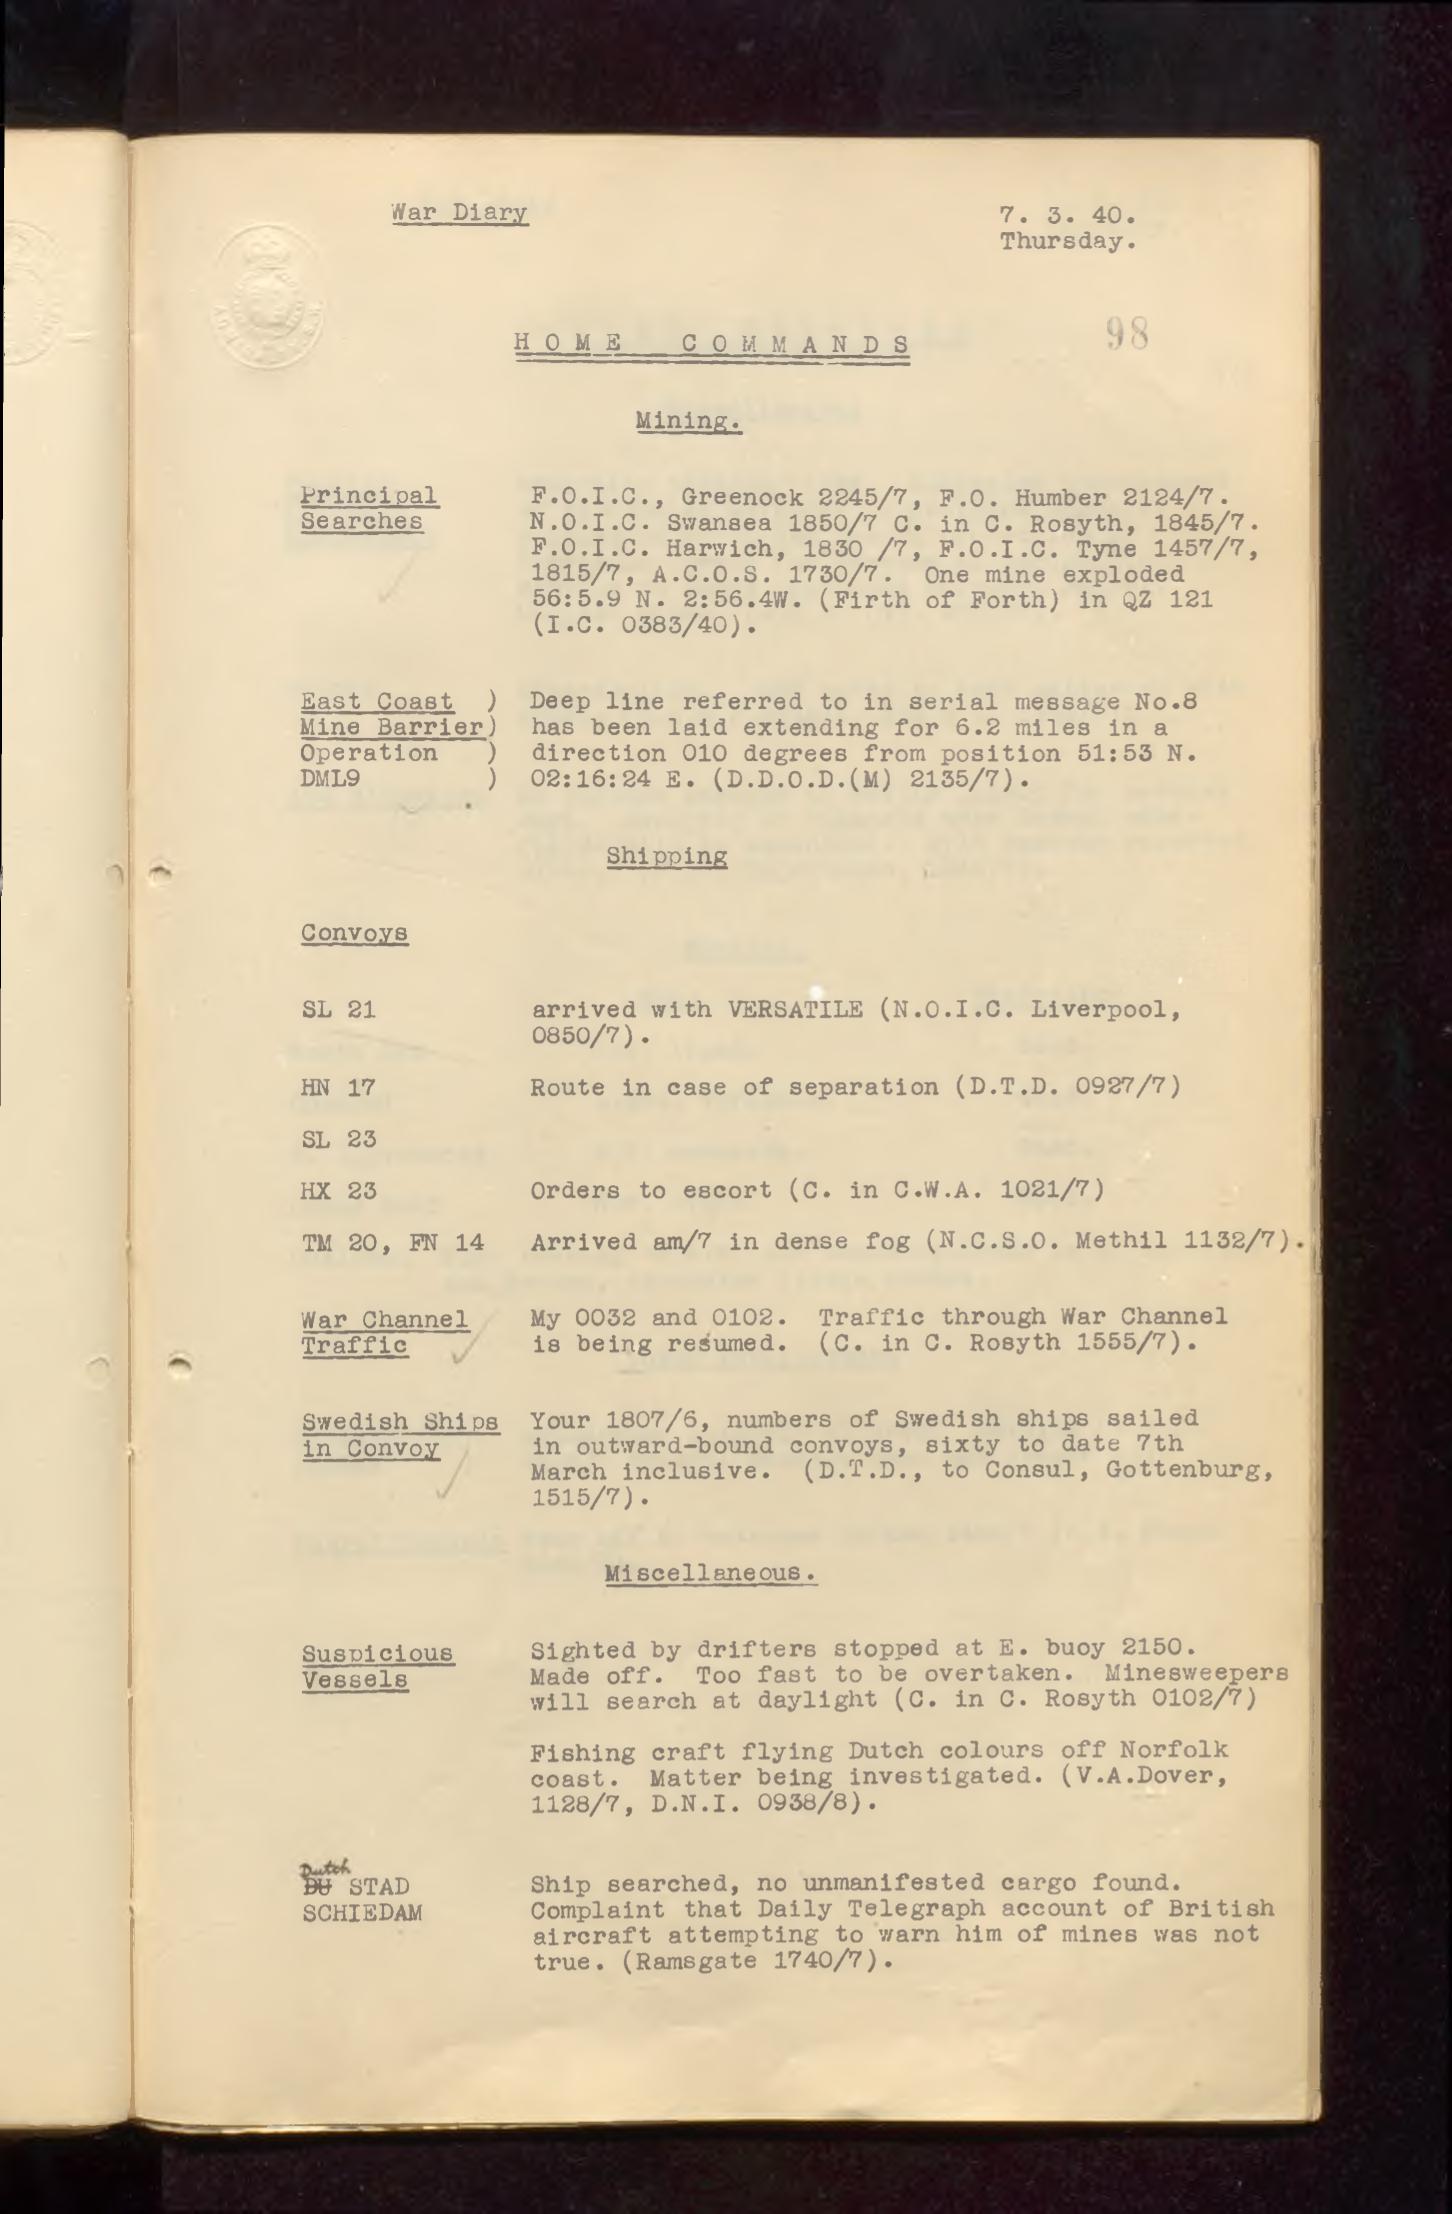 War Diary
7. 3. 40.
Thursday.
98
HOME COMMANDS
Mining.
Principal
Searches
F.O.I.C., Greenock 2245/7, F.O. Humber 2124/7.
N.O.I.C. Swansea 1850/7 C. in C. Rosyth, 1845/7.
F.O.I.C. Harwich, 1830 /7, F.O.I.C. Tyne 1457/7,
1815/7, A.C.O.S. 1730/7. One mine exploded
56:5.9 N. 2:56.4W. (Firth of Forth) in QZ 121
(I.C. 0383/40).
East Coast )
Mine Barrier)
Operation )
DML9 )
Deep line referred to in serial message No.8
has been laid extending for 6.2 miles in a
direction 010 degrees from position 51:53 N.
02:16:24 E. (D.D.O.D.(M) 2135/7).
Shipping
Convoys
SL 21 arrived with VERSATILE (N.O.I.C. Liverpool,
0850/7).
HN 17 Route in case of separation (D.T.D. 0927/7)
SL 23
HX 23 Orders to escort (C. in C.W.A. 1021/7)
TM 20, FN 14 Arrived am/7 in dense fog (N.C.S.O. Methil 1132/7).
War Channel
Traffic
My 0032 and 0102. Traffic through War Channel
is being resumed. (C. in C. Rosyth 1555/7).
Swedish Ships
in Convoy
Your 1807/6, numbers of Swedish ships sailed
in outward-bound convoys, sixty to date 7th
March inclusive. (D.T.D., to Consul, Gottenburg,
1515/7).
Miscellaneous.
Suspicious
Vessels
Sighted by drifters stopped at E. buoy 2150.
Made off. Too fast to be overtaken. Minesweepers
will search at daylight (C. in C. Rosyth 0102/7)
Fishing craft flying Dutch colours off Norfolk
coast. Matter being investigated. (V.A.Dover,
1128/7, D.N.I. 0938/8).
Dutch
DU STAD
SCHIEDAM
Ship searched, no unmanifested cargo found.
Complaint that Daily Telegraph account of British
aircraft attempting to warn him of mines was not
true. (Ramsgate 1740/7).